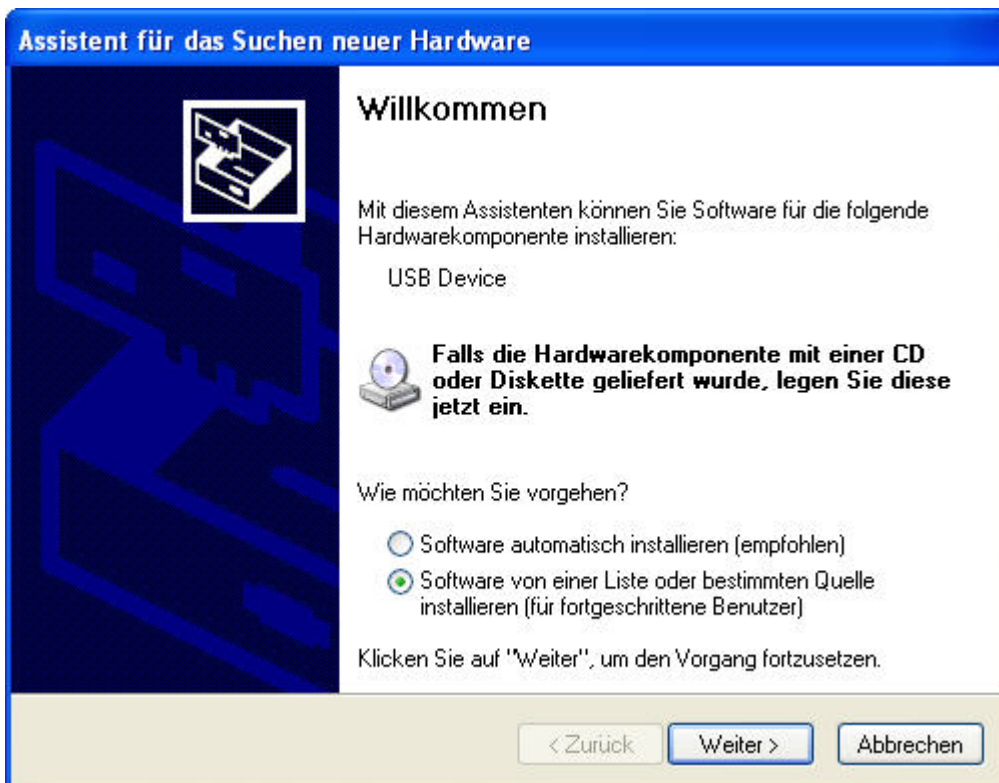 Assistent für das Suchen neuer Hardware
Willkommen
Mit diesem Assistenten können Sie Software für die folgende
Hardwarekomponente installieren:
USB Device
Falls die Hardwarekomponente mit einer CD
oder Diskette geliefert wurde, legen Sie diese
jetzt ein.
Wie möchten Sie vorgehen?
Software automatisch installieren (empfohlen)
Software von einer Liste oder bestimmten Quelle
installieren (für fortgeschrittene Benutzer)
Klicken Sie auf "Weiter", um den Vorgang fortzusetzen.
< Zurück Weiter > Abbrechen